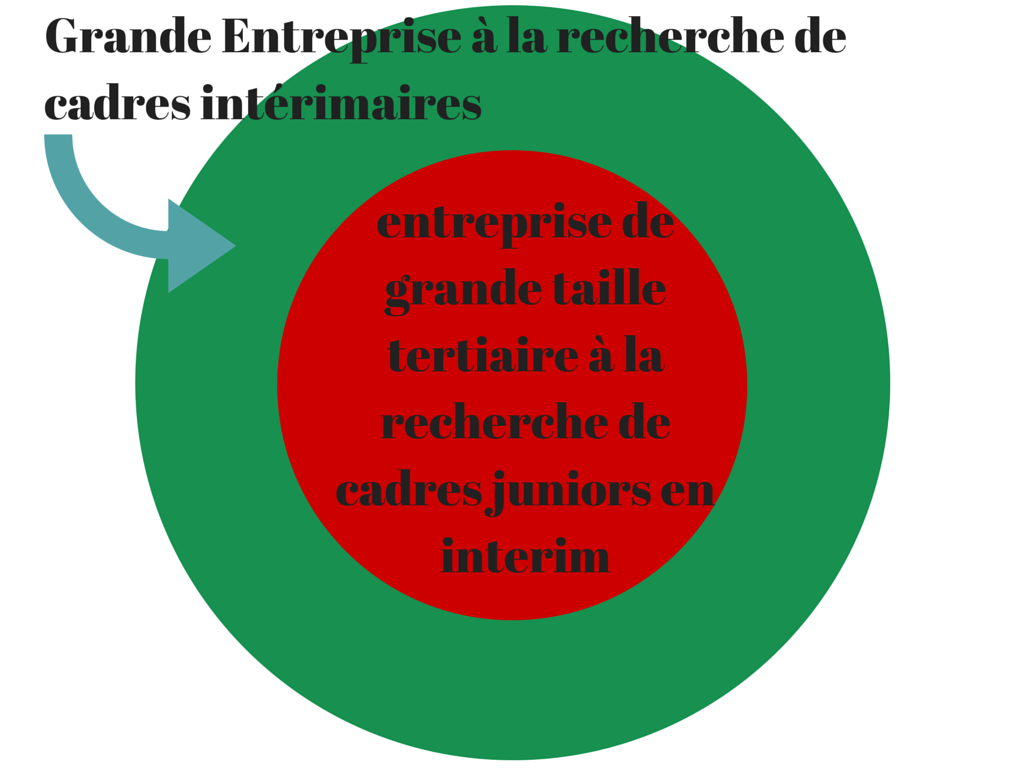 Grande Entreprise à la recherche de
cadres intérimaires
entreprise de
grande taille
tertiaire à la
recherche de
cadres juniors en
interim